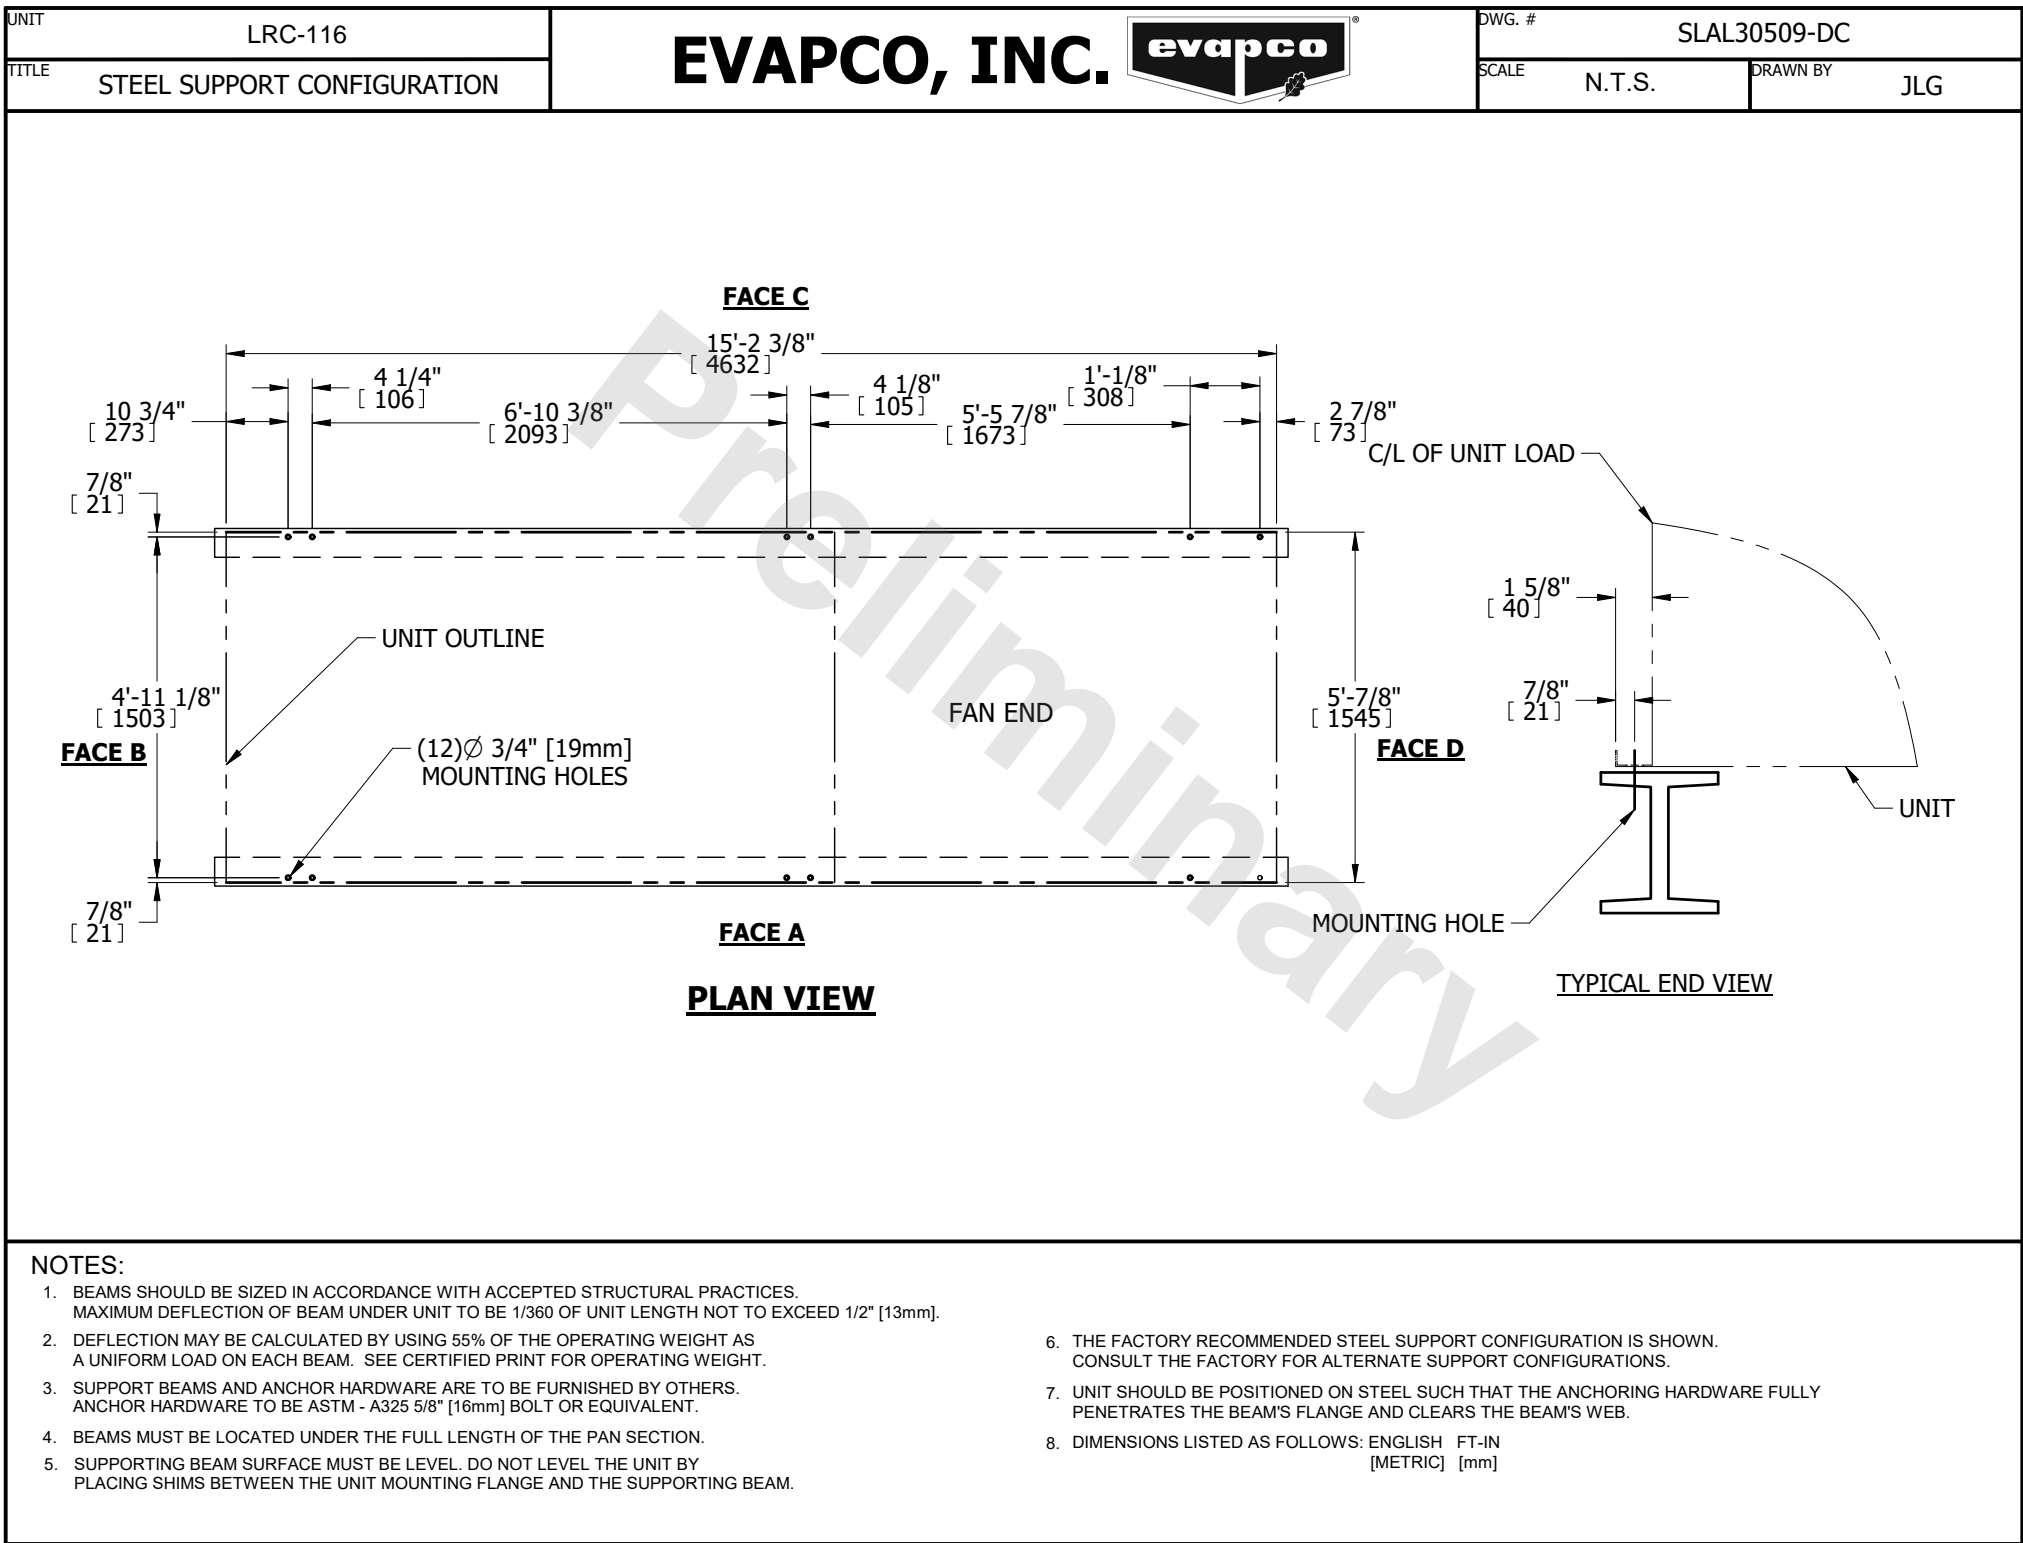 UNIT
LRC-116
TITLE
STEEL SUPPORT CONFIGURATION
EVAPCO, INC.
evapco
®
DWG. #
SLAL30509-DC
SCALE
N.T.S.
DRAWN BY
JLG
FACE C
15'-2 3/8"
[ 4632]
4 1/4"
[ 106]
4 1/8"
[ 105]
1'-1/8"
[ 308]
10 3/4"
[ 273]
6'-10 3/8"
[ 2093]
5'-5 7/8"
[ 1673]
2 7/8"
[ 73]
C/L OF UNIT LOAD
7/8"
[ 21]
1 5/8"
[ 40]
UNIT OUTLINE
4'-11 1/8"
[ 1503]
FACE B
FAN END
5'-7/8"
[ 1545]
FACE D
7/8"
[ 21]
(12)Ø 3/4" [19mm]
MOUNTING HOLES
UNIT
7/8"
[ 21]
FACE A
MOUNTING HOLE
PLAN VIEW
TYPICAL END VIEW
Preliminary
NOTES:
1. BEAMS SHOULD BE SIZED IN ACCORDANCE WITH ACCEPTED STRUCTURAL PRACTICES.
MAXIMUM DEFLECTION OF BEAM UNDER UNIT TO BE 1/360 OF UNIT LENGTH NOT TO EXCEED 1/2" [13mm].
2. DEFLECTION MAY BE CALCULATED BY USING 55% OF THE OPERATING WEIGHT AS
A UNIFORM LOAD ON EACH BEAM. SEE CERTIFIED PRINT FOR OPERATING WEIGHT.
3. SUPPORT BEAMS AND ANCHOR HARDWARE ARE TO BE FURNISHED BY OTHERS.
ANCHOR HARDWARE TO BE ASTM - A325 5/8" [16mm] BOLT OR EQUIVALENT.
4. BEAMS MUST BE LOCATED UNDER THE FULL LENGTH OF THE PAN SECTION.
5. SUPPORTING BEAM SURFACE MUST BE LEVEL. DO NOT LEVEL THE UNIT BY
PLACING SHIMS BETWEEN THE UNIT MOUNTING FLANGE AND THE SUPPORTING BEAM.
6. THE FACTORY RECOMMENDED STEEL SUPPORT CONFIGURATION IS SHOWN.
CONSULT THE FACTORY FOR ALTERNATE SUPPORT CONFIGURATIONS.
7. UNIT SHOULD BE POSITIONED ON STEEL SUCH THAT THE ANCHORING HARDWARE FULLY
PENETRATES THE BEAM'S FLANGE AND CLEARS THE BEAM'S WEB.
8. DIMENSIONS LISTED AS FOLLOWS: ENGLISH FT-IN
[METRIC] [mm]